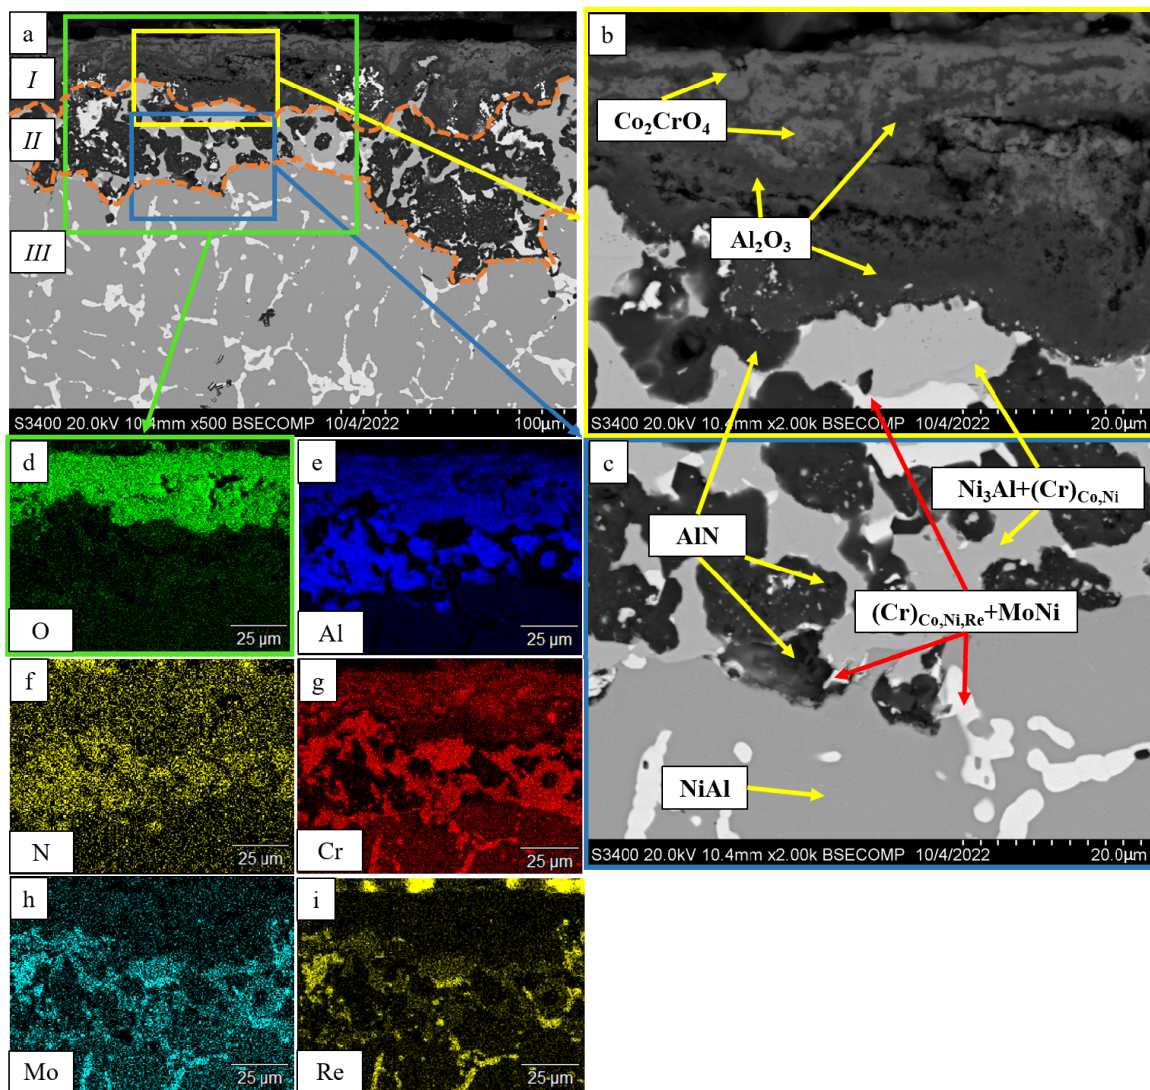 a
I
II
III
S3400 20.0kV 10.4mm x500 BSECOMP 10/4/2022 100µm
b
Co₂CrO₄
Al₂O₃
S3400 20.0kV 10.4mm x2.00k BSECOMP 10/4/2022 20.0µm
c
Ni₃Al+(Cr)Co,Ni
AlN
(Cr)Co,Ni,Re+MoNi
NiAl
S3400 20.0kV 10.4mm x2.00k BSECOMP 10/4/2022 20.0µm
d
O
25 µm
e
Al
25 µm
f
N
25 µm
g
Cr
25 µm
h
Mo
25 µm
i
Re
25 µm